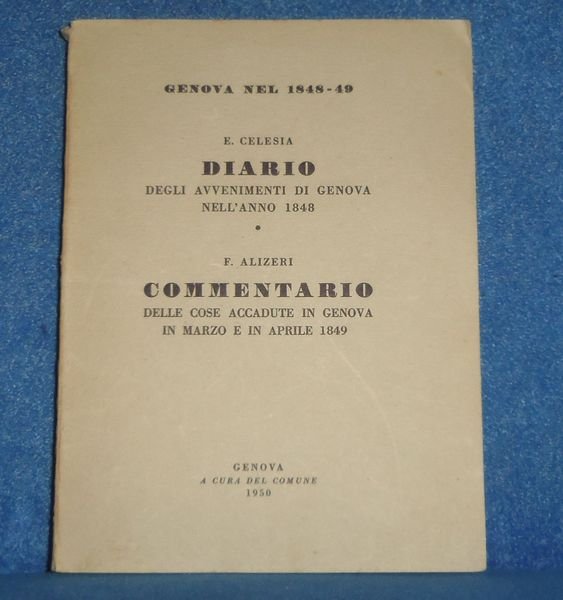 GENOVA NEL 1848-49
E. CELESIA
DIARIO
DEGLI AVVENIMENTI DI GENOVA
NELL'ANNO 1848
•
F. ALIZERI
COMMENTARIO
DELLE COSE ACCADUTE IN GENOVA
IN MARZO E IN APRILE 1849
GENOVA
A CURA DEL COMUNE
1950